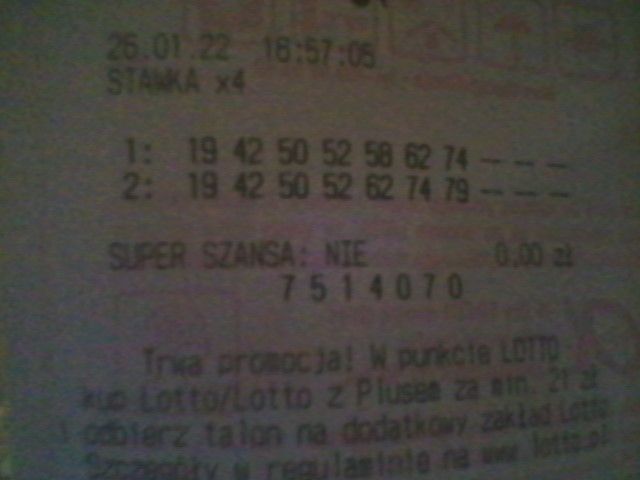 26.01.22 16:57:05
STAWKA x4
1: 19 42 50 52 58 62 74 -- -- --
2: 19 42 50 52 62 74 79 -- -- --
SUPER SZANSA: NIE 0.00 zł
7 5 1 4 0 7 0
Trwa promocja! W punkcie LOTTO
kup Lotto/Lotto z Plusem za min. 21 zł
i odbierz talon na dodatkowy zakład Lotto
Szczegóły w regulaminie na www.lotto.pl